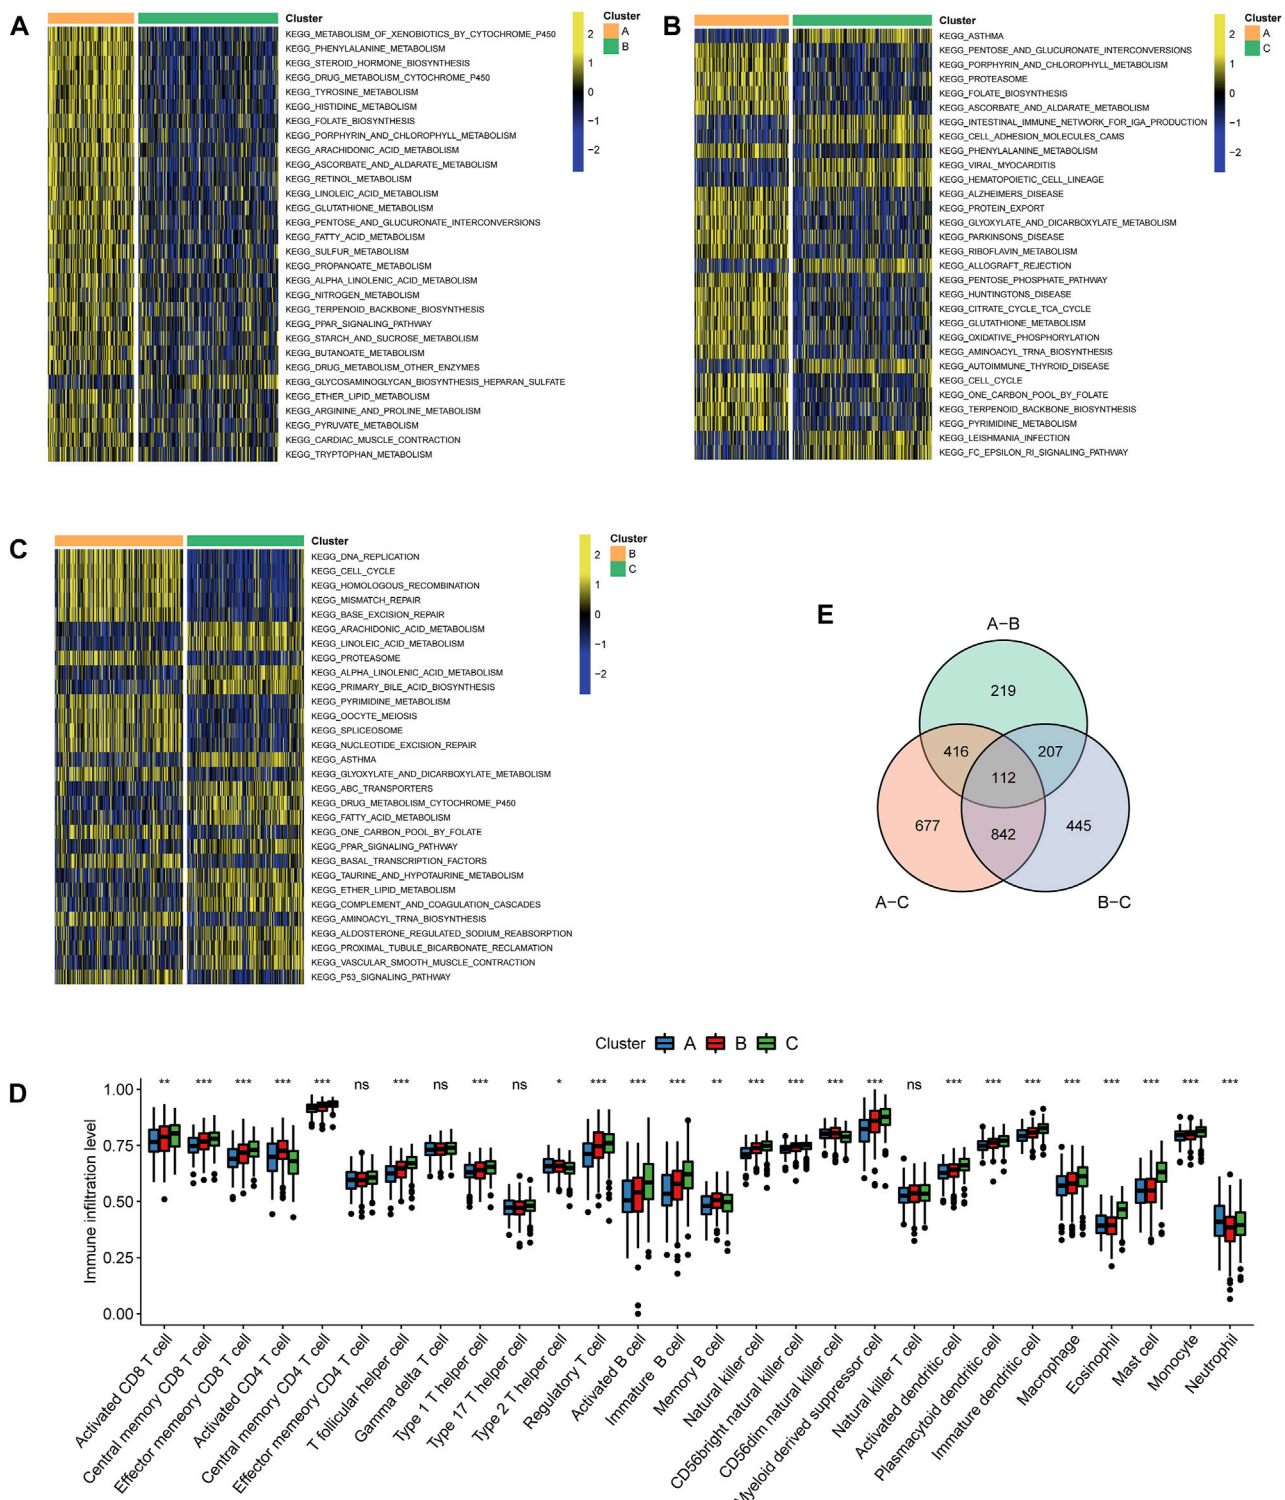 A
Cluster
KEGG_METABOLISM_OF_XENOBIOTICS_BY_CYTOCHROME_P450
KEGG_PHENYLALANINE_METABOLISM
KEGG_STEROID_HORMONE_BIOSYNTHESIS
KEGG_DRUG_METABOLISM_CYTOCHROME_P450
KEGG_TYROSINE_METABOLISM
KEGG_HISTIDINE_METABOLISM
KEGG_FOLATE_BIOSYNTHESIS
KEGG_PORPHYRIN_AND_CHLOROPHYLL_METABOLISM
KEGG_ARACHIDONIC_ACID_METABOLISM
KEGG_ASCORBATE_AND_ALDARATE_METABOLISM
KEGG_RETINOL_METABOLISM
KEGG_LINOLEIC_ACID_METABOLISM
KEGG_GLUTATHIONE_METABOLISM
KEGG_PENTOSE_AND_GLUCURONATE_INTERCONVERSIONS
KEGG_FATTY_ACID_METABOLISM
KEGG_SULFUR_METABOLISM
KEGG_PROPANOATE_METABOLISM
KEGG_ALPHA_LINOLENIC_ACID_METABOLISM
KEGG_NITROGEN_METABOLISM
KEGG_TERPENOID_BACKBONE_BIOSYNTHESIS
KEGG_PPAR_SIGNALING_PATHWAY
KEGG_STARCH_AND_SUCROSE_METABOLISM
KEGG_BUTANOATE_METABOLISM
KEGG_DRUG_METABOLISM_OTHER_ENZYMES
KEGG_GLYCOSAMINOGLYCAN_BIOSYNTHESIS_HEPARAN_SULFATE
KEGG_ETHER_LIPID_METABOLISM
KEGG_ARGININE_AND_PROLINE_METABOLISM
KEGG_PYRUVATE_METABOLISM
KEGG_CARDIAC_MUSCLE_CONTRACTION
KEGG_TRYPTOPHAN_METABOLISM
2
1
0
−1
−2
Cluster
A
B
B
Cluster
KEGG_ASTHMA
KEGG_PENTOSE_AND_GLUCURONATE_INTERCONVERSIONS
KEGG_PORPHYRIN_AND_CHLOROPHYLL_METABOLISM
KEGG_PROTEASOME
KEGG_FOLATE_BIOSYNTHESIS
KEGG_ASCORBATE_AND_ALDARATE_METABOLISM
KEGG_INTESTINAL_IMMUNE_NETWORK_FOR_IGA_PRODUCTION
KEGG_CELL_ADHESION_MOLECULES_CAMS
KEGG_PHENYLALANINE_METABOLISM
KEGG_VIRAL_MYOCARDITIS
KEGG_HEMATOPOIETIC_CELL_LINEAGE
KEGG_ALZHEIMERS_DISEASE
KEGG_PROTEIN_EXPORT
KEGG_GLYOXYLATE_AND_DICARBOXYLATE_METABOLISM
KEGG_PARKINSONS_DISEASE
KEGG_RIBOFLAVIN_METABOLISM
KEGG_ALLOGRAFT_REJECTION
KEGG_PENTOSE_PHOSPHATE_PATHWAY
KEGG_HUNTINGTONS_DISEASE
KEGG_CITRATE_CYCLE_TCA_CYCLE
KEGG_GLUTATHIONE_METABOLISM
KEGG_OXIDATIVE_PHOSPHORYLATION
KEGG_AMINOACYL_TRNA_BIOSYNTHESIS
KEGG_AUTOIMMUNE_THYROID_DISEASE
KEGG_CELL_CYCLE
KEGG_ONE_CARBON_POOL_BY_FOLATE
KEGG_TERPENOID_BACKBONE_BIOSYNTHESIS
KEGG_PYRIMIDINE_METABOLISM
KEGG_LEISHMANIA_INFECTION
KEGG_FC_EPSILON_RI_SIGNALING_PATHWAY
2
1
0
−1
−2
Cluster
A
C
C
Cluster
KEGG_DNA_REPLICATION
KEGG_CELL_CYCLE
KEGG_HOMOLOGOUS_RECOMBINATION
KEGG_MISMATCH_REPAIR
KEGG_BASE_EXCISION_REPAIR
KEGG_ARACHIDONIC_ACID_METABOLISM
KEGG_LINOLEIC_ACID_METABOLISM
KEGG_PROTEASOME
KEGG_ALPHA_LINOLENIC_ACID_METABOLISM
KEGG_PRIMARY_BILE_ACID_BIOSYNTHESIS
KEGG_PYRIMIDINE_METABOLISM
KEGG_OOCYTE_MEIOSIS
KEGG_SPLICEOSOME
KEGG_NUCLEOTIDE_EXCISION_REPAIR
KEGG_ASTHMA
KEGG_GLYOXYLATE_AND_DICARBOXYLATE_METABOLISM
KEGG_ABC_TRANSPORTERS
KEGG_DRUG_METABOLISM_CYTOCHROME_P450
KEGG_FATTY_ACID_METABOLISM
KEGG_ONE_CARBON_POOL_BY_FOLATE
KEGG_PPAR_SIGNALING_PATHWAY
KEGG_BASAL_TRANSCRIPTION_FACTORS
KEGG_TAURINE_AND_HYPOTAURINE_METABOLISM
KEGG_ETHER_LIPID_METABOLISM
KEGG_COMPLEMENT_AND_COAGULATION_CASCADES
KEGG_AMINOACYL_TRNA_BIOSYNTHESIS
KEGG_ALDOSTERONE_REGULATED_SODIUM_REABSORPTION
KEGG_PROXIMAL_TUBULE_BICARBONATE_RECLAMATION
KEGG_VASCULAR_SMOOTH_MUSCLE_CONTRACTION
KEGG_P53_SIGNALING_PATHWAY
2
1
0
−1
−2
Cluster
B
C
E
A−B
219
416
207
112
677
842
445
A−C
B−C
D
Cluster A B C
** *** *** *** *** ns *** ns *** ns * *** *** *** ** *** *** *** *** ns *** *** *** *** *** *** *** ***
Immune infiltration level
1.00
0.75
0.50
0.25
0.00
Activated CD8 T cell
Central memory CD8 T cell
Effector memeory CD8 T cell
Activated CD4 T cell
Central memory CD4 T cell
Effector memeory CD4 T cell
T follicular helper cell
Gamma delta T cell
Type 1 T helper cell
Type 17 T helper cell
Type 2 T helper cell
Regulatory T cell
Activated B cell
Immature B cell
Memory B cell
Natural killer cell
CD56bright natural killer cell
CD56dim natural killer cell
Myeloid derived suppressor cell
Natural killer T cell
Activated dendritic cell
Plasmacytoid dendritic cell
Immature dendritic cell
Macrophage
Eosinophil
Mast cell
Monocyte
Neutrophil